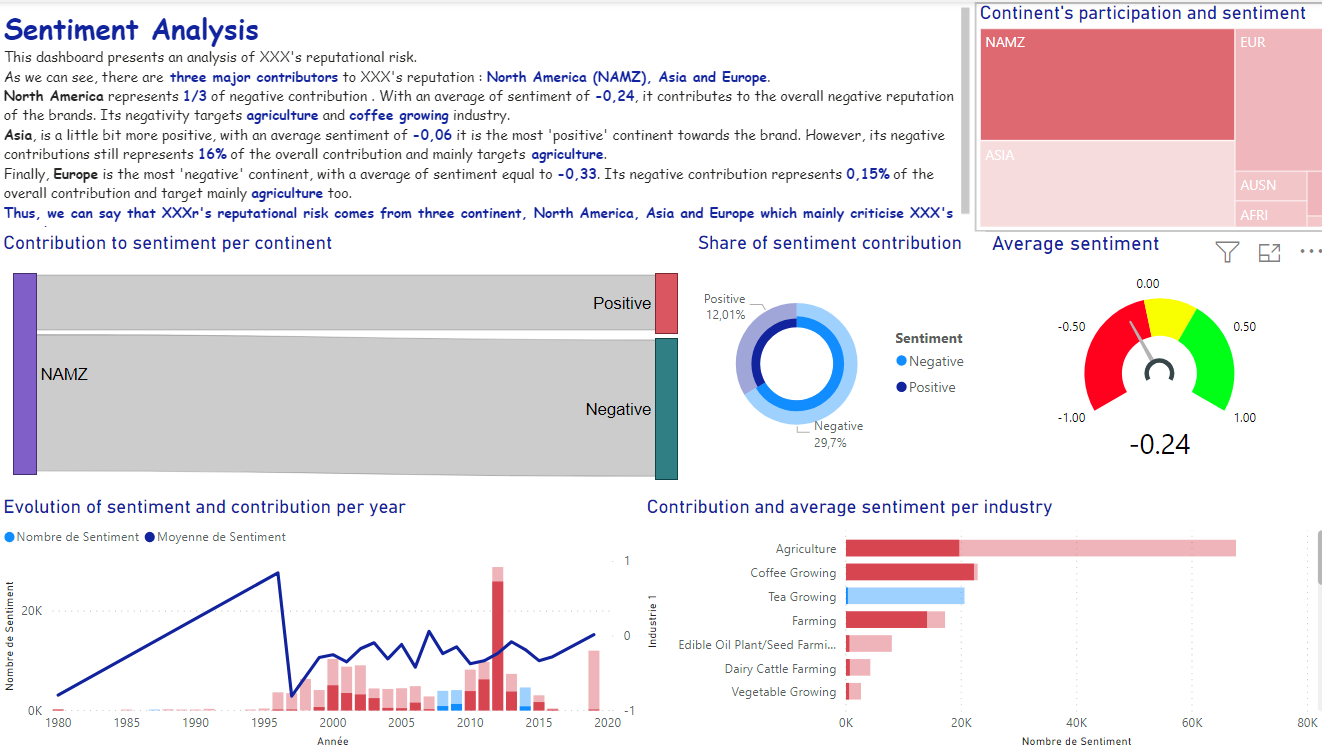 Sentiment Analysis
This dashboard presents an analysis of XXX's reputational risk.
As we can see, there are three major contributors to XXX's reputation : North America (NAMZ), Asia and Europe.
North America represents 1/3 of negative contribution . With an average of sentiment of -0,24, it contributes to the overall negative reputation
of the brands. Its negativity targets agriculture and coffee growing industry.
Asia, is a little bit more positive, with an average sentiment of -0,06 it is the most 'positive' continent towards the brand. However, its negative
contributions still represents 16% of the overall contribution and mainly targets agriculture.
Finally, Europe is the most 'negative' continent, with a average of sentiment equal to -0,33. Its negative contribution represents 0,15% of the
overall contribution and target mainly agriculture too.
Thus, we can say that XXXr's reputational risk comes from three continent, North America, Asia and Europe which mainly criticise XXX's
Continent's participation and sentiment
NAMZ
EUR
ASIA
AUSN
AFRI
Contribution to sentiment per continent
Positive
NAMZ
Negative
Share of sentiment contribution
Positive
12,01%
Negative
29,7%
Sentiment
Negative
Positive
Average sentiment
0.00
-0.50
0.50
-1.00
1.00
-0.24
Evolution of sentiment and contribution per year
Nombre de Sentiment
Moyenne de Sentiment
Nombre de Sentiment
20K
0K
1
0
-1
1980
1985
1990
1995
2000
2005
2010
2015
2020
Année
Contribution and average sentiment per industry
Industrie 1
Agriculture
Coffee Growing
Tea Growing
Farming
Edible Oil Plant/Seed Farmi...
Dairy Cattle Farming
Vegetable Growing
0K
20K
40K
60K
80K
Nombre de Sentiment